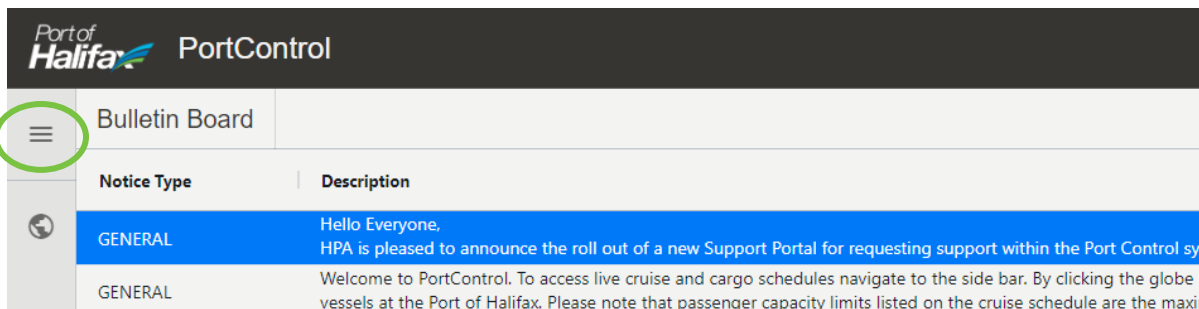 Port of
Halifax PortControl
Bulletin Board
Notice Type Description
GENERAL
Hello Everyone,
HPA is pleased to announce the roll out of a new Support Portal for requesting support within the Port Control sy
GENERAL
Welcome to PortControl. To access live cruise and cargo schedules navigate to the side bar. By clicking the globe
vessels at the Port of Halifax. Please note that passenger capacity limits listed on the cruise schedule are the maxi